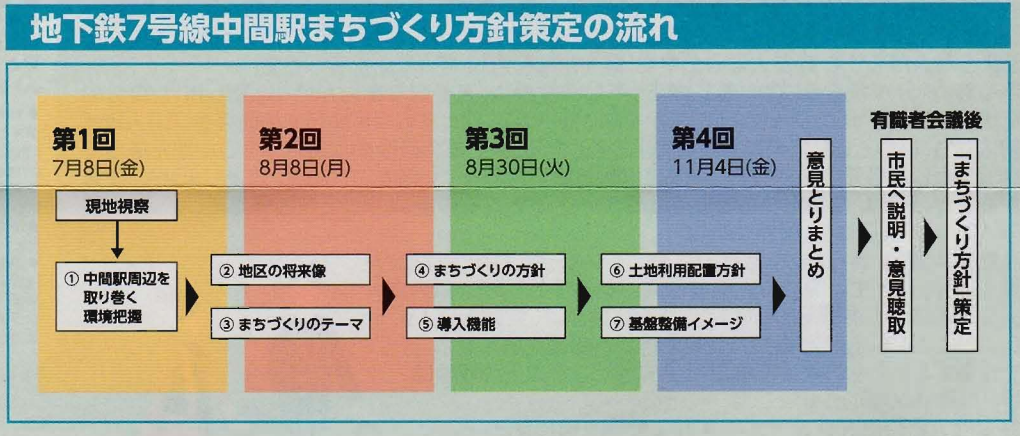 地下鉄7号線中間駅まちづくり方針策定の流れ
第1回
7月8日(金)
現地視察
① 中間駅周辺を
取り巻く
環境把握
第2回
8月8日(月)
② 地区の将来像
③ まちづくりのテーマ
第3回
8月30日(火)
④ まちづくりの方針
⑤ 導入機能
第4回
11月4日(金)
⑥ 土地利用配置方針
⑦ 基盤整備イメージ
意見とりまとめ
有職者会議後
市民へ説明・意見聴取
「まちづくり方針」策定